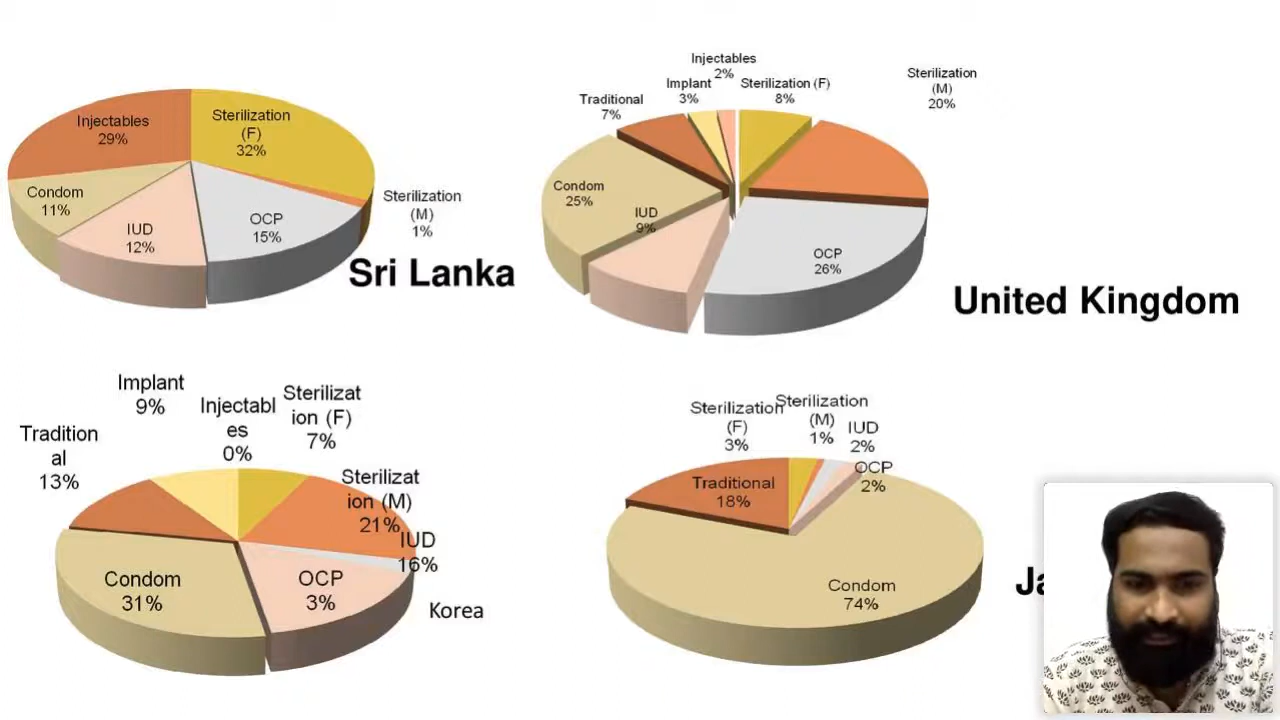 Injectables
29%
Sterilization
(F)
32%
Condom
11%
IUD
12%
OCP
15%
Sterilization
(M)
1%
Sri Lanka
Injectables
2%
Implant
3%
Sterilization (F)
8%
Sterilization
(M)
20%
Traditional
7%
Condom
25%
IUD
9%
OCP
26%
United Kingdom
Implant
9%
Injectabl
es
0%
Sterilizat
ion (F)
7%
Tradition
al
13%
Sterilizat
ion (M)
21%
IUD
16%
Condom
31%
OCP
3%
Korea
Sterilization
(F)
3%
Sterilization
(M)
1%
IUD
2%
OCP
2%
Traditional
18%
Condom
74%